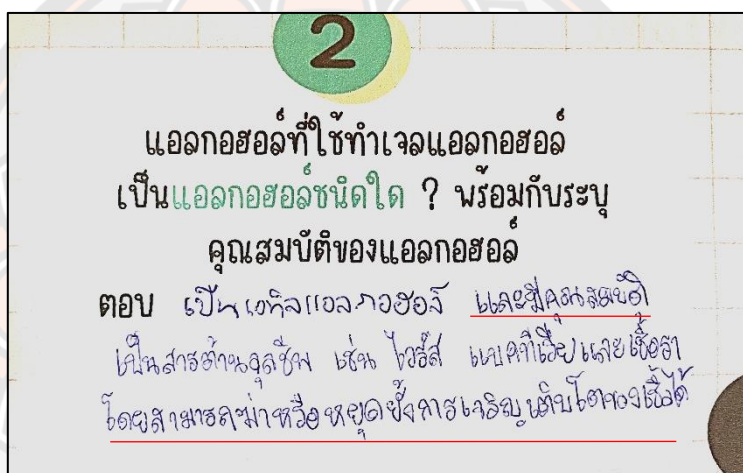 2
แอลกอฮอล์ที่ใช้ทำเจลแอลกอฮอล์
เป็นแอลกอฮอล์ชนิดใด ? พร้อมกับระบุ
คุณสมบัติของแอลกอฮอล์
ตอบ เป็นเอทิลแอลกอฮอล์ และมีคุณสมบัติ
เป็นสารต้านจุลชีพ เช่น ไวรัส แบคทีเรียและเชื้อรา
โดยสามารถฆ่าหรือหยุดยั้งการเจริญเติบโตของเชื้อได้